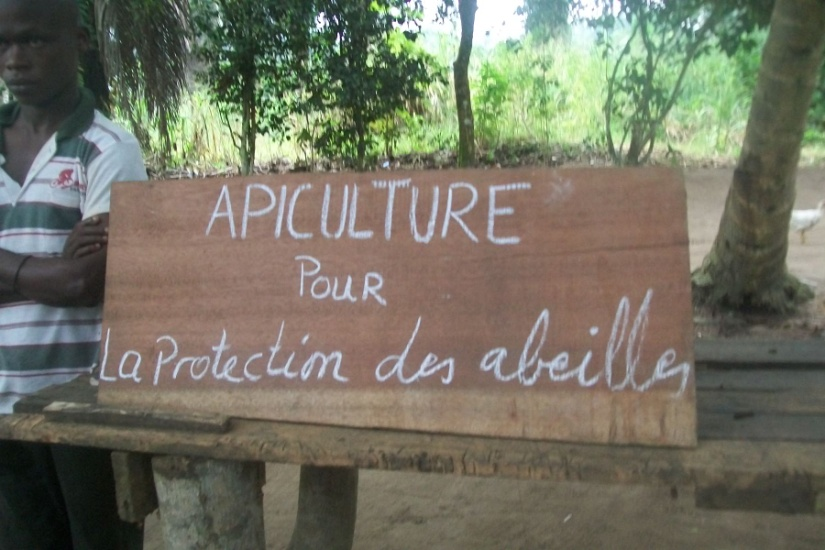 APICULTURE
POUR
La Protection des abeilles